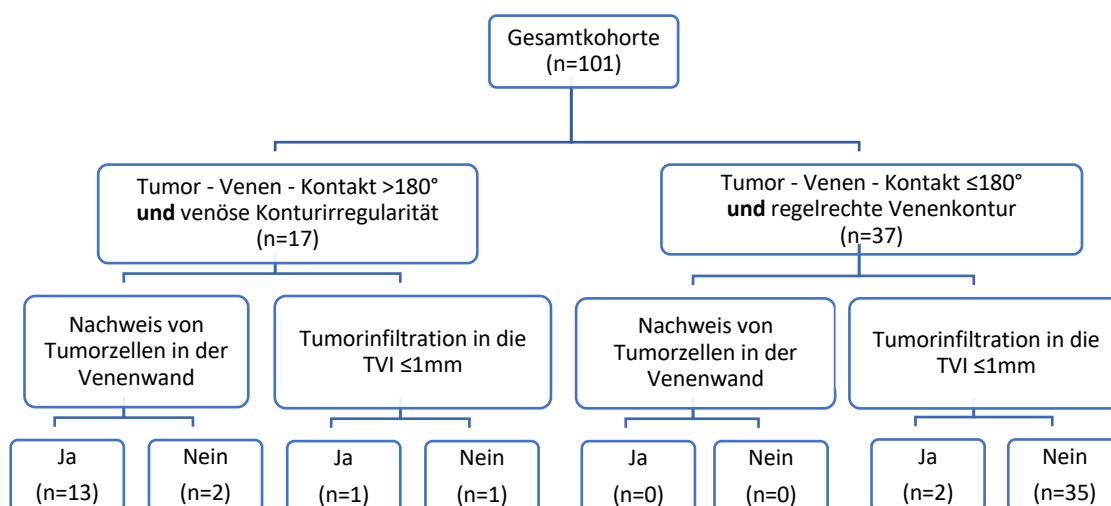 Gesamtkohorte
(n=101)
Tumor - Venen - Kontakt >180°
und venöse Konturirregularität
(n=17)
Tumor - Venen - Kontakt ≤180°
und regelrechte Venenkontur
(n=37)
Nachweis von
Tumorzellen in der
Venenwand
Tumorinfiltration in die
TVI ≤1mm
Nachweis von
Tumorzellen in der
Venenwand
Tumorinfiltration in die
TVI ≤1mm
Ja
(n=13)
Nein
(n=2)
Ja
(n=1)
Nein
(n=1)
Ja
(n=0)
Nein
(n=0)
Ja
(n=2)
Nein
(n=35)